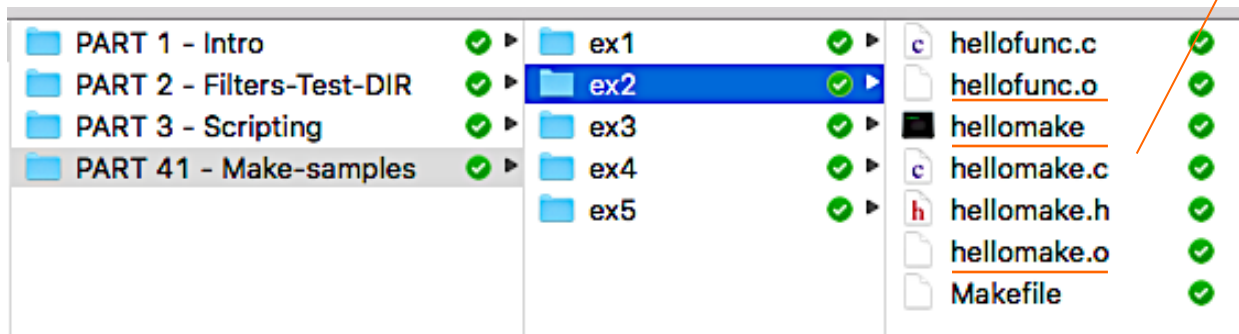 PART 1 - Intro
PART 2 - Filters-Test-DIR
PART 3 - Scripting
PART 41 - Make-samples
ex1
ex2
ex3
ex4
ex5
c hellofunc.c
hellofunc.o
hellomake
c hellomake.c
h hellomake.h
hellomake.o
Makefile